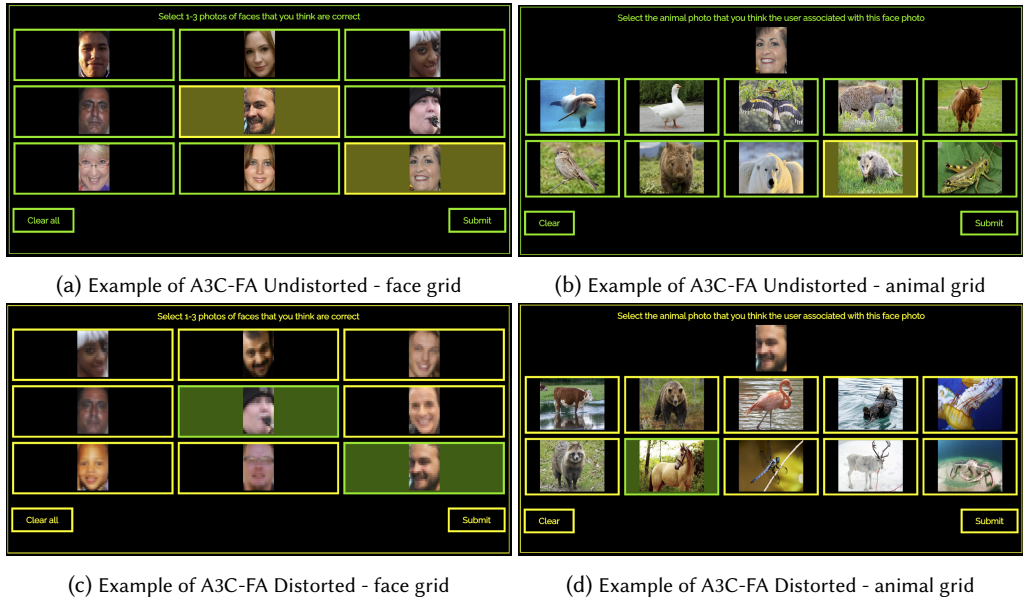 Select 1-3 photos of faces that you think are correct
Clear all
Submit
(a) Example of A3C-FA Undistorted - face grid
Select the animal photo that you think the user associated with this face photo
Clear
Submit
(b) Example of A3C-FA Undistorted - animal grid
Select 1-3 photos of faces that you think are correct
Clear all
Submit
(c) Example of A3C-FA Distorted - face grid
Select the animal photo that you think the user associated with this face photo
Clear
Submit
(d) Example of A3C-FA Distorted - animal grid